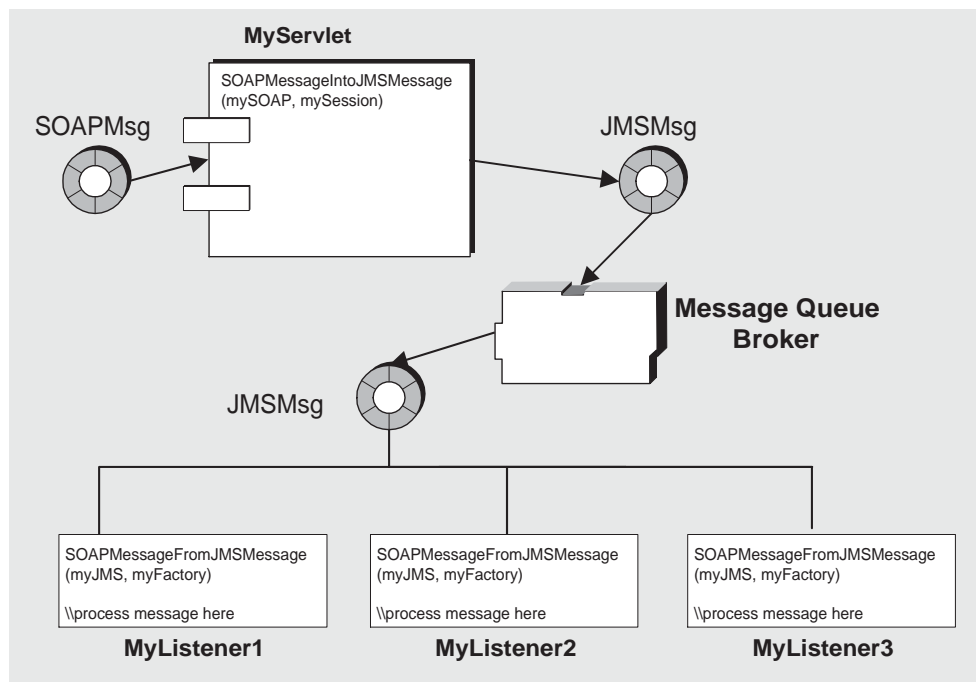 MyServlet
SOAPMessageIntoJMSMessage
(mySOAP, mySession)
SOAPMsg
JMSMsg
Message Queue
Broker
JMSMsg
SOAPMessageFromJMSMessage
(myJMS, myFactory)
\\process message here
MyListener1
SOAPMessageFromJMSMessage
(myJMS, myFactory)
\\process message here
MyListener2
SOAPMessageFromJMSMessage
(myJMS, myFactory)
\\process message here
MyListener3